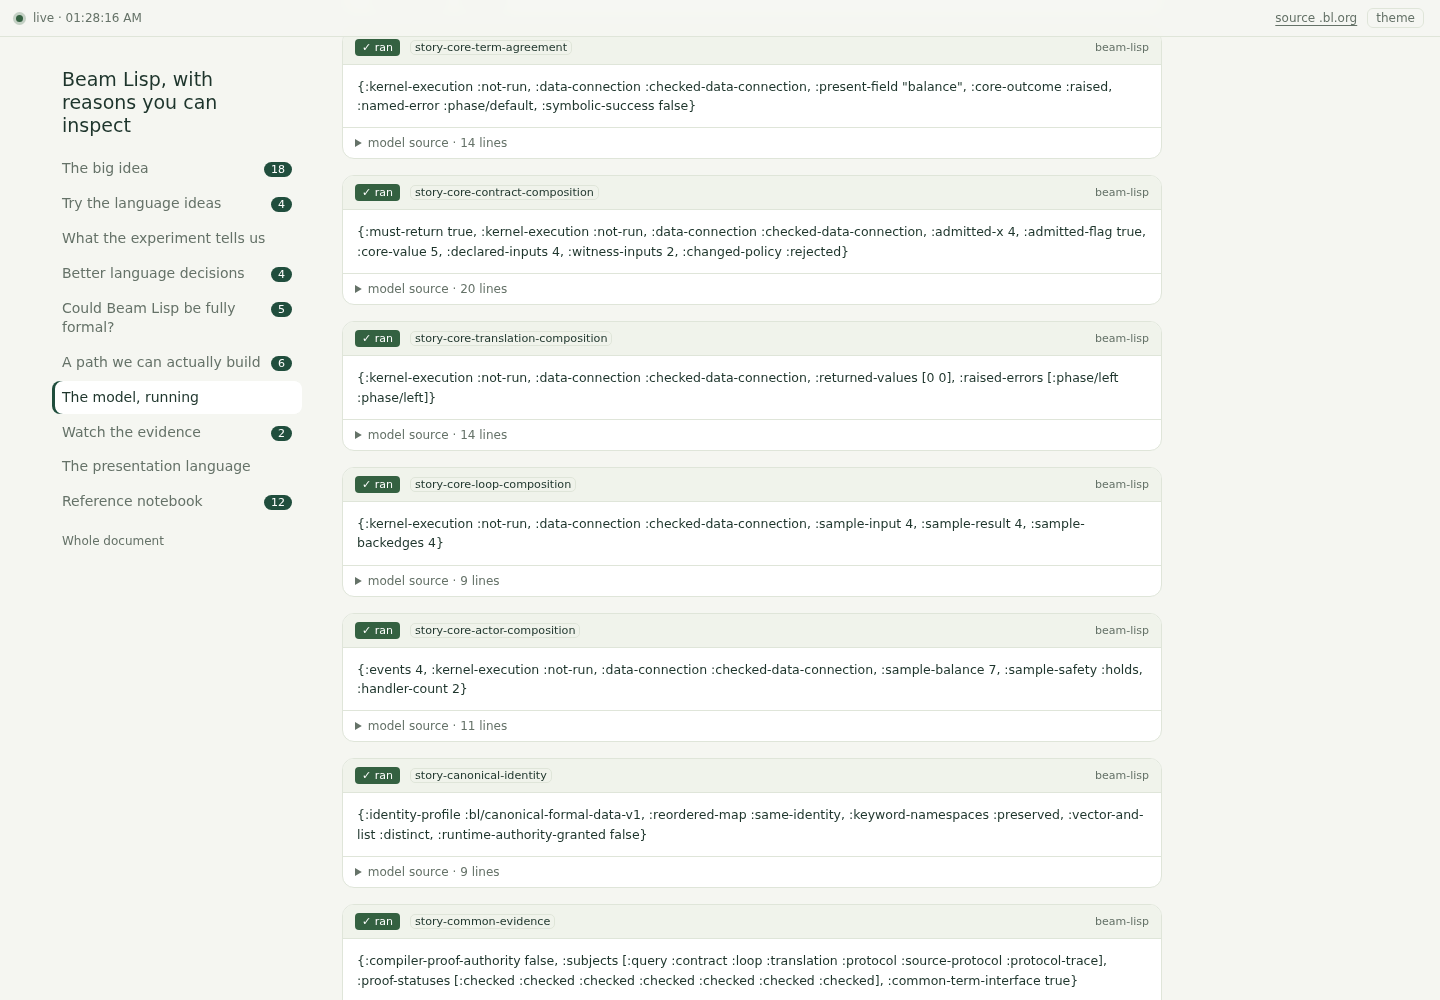 live · 01:28:16 AM
source .bl.org
theme
Beam Lisp, with
reasons you can
inspect
The big idea 18
Try the language ideas 4
What the experiment tells us
Better language decisions 4
Could Beam Lisp be fully
formal? 5
A path we can actually build 6
The model, running
Watch the evidence 2
The presentation language
Reference notebook 12
Whole document
✓ ran story-core-term-agreement beam-lisp
{:kernel-execution :not-run, :data-connection :checked-data-connection, :present-field "balance", :core-outcome :raised,
:named-error :phase/default, :symbolic-success false}
▶ model source · 14 lines
✓ ran story-core-contract-composition beam-lisp
{:must-return true, :kernel-execution :not-run, :data-connection :checked-data-connection, :admitted-x 4, :admitted-flag true,
:core-value 5, :declared-inputs 4, :witness-inputs 2, :changed-policy :rejected}
▶ model source · 20 lines
✓ ran story-core-translation-composition beam-lisp
{:kernel-execution :not-run, :data-connection :checked-data-connection, :returned-values [0 0], :raised-errors [:phase/left
:phase/left]}
▶ model source · 14 lines
✓ ran story-core-loop-composition beam-lisp
{:kernel-execution :not-run, :data-connection :checked-data-connection, :sample-input 4, :sample-result 4, :sample-
backedges 4}
▶ model source · 9 lines
✓ ran story-core-actor-composition beam-lisp
{:events 4, :kernel-execution :not-run, :data-connection :checked-data-connection, :sample-balance 7, :sample-safety :holds,
:handler-count 2}
▶ model source · 11 lines
✓ ran story-canonical-identity beam-lisp
{:identity-profile :bl/canonical-formal-data-v1, :reordered-map :same-identity, :keyword-namespaces :preserved, :vector-and-
list :distinct, :runtime-authority-granted false}
▶ model source · 9 lines
✓ ran story-common-evidence beam-lisp
{:compiler-proof-authority false, :subjects [:query :contract :loop :translation :protocol :source-protocol :protocol-trace],
:proof-statuses [:checked :checked :checked :checked :checked :checked :checked], :common-term-interface true}